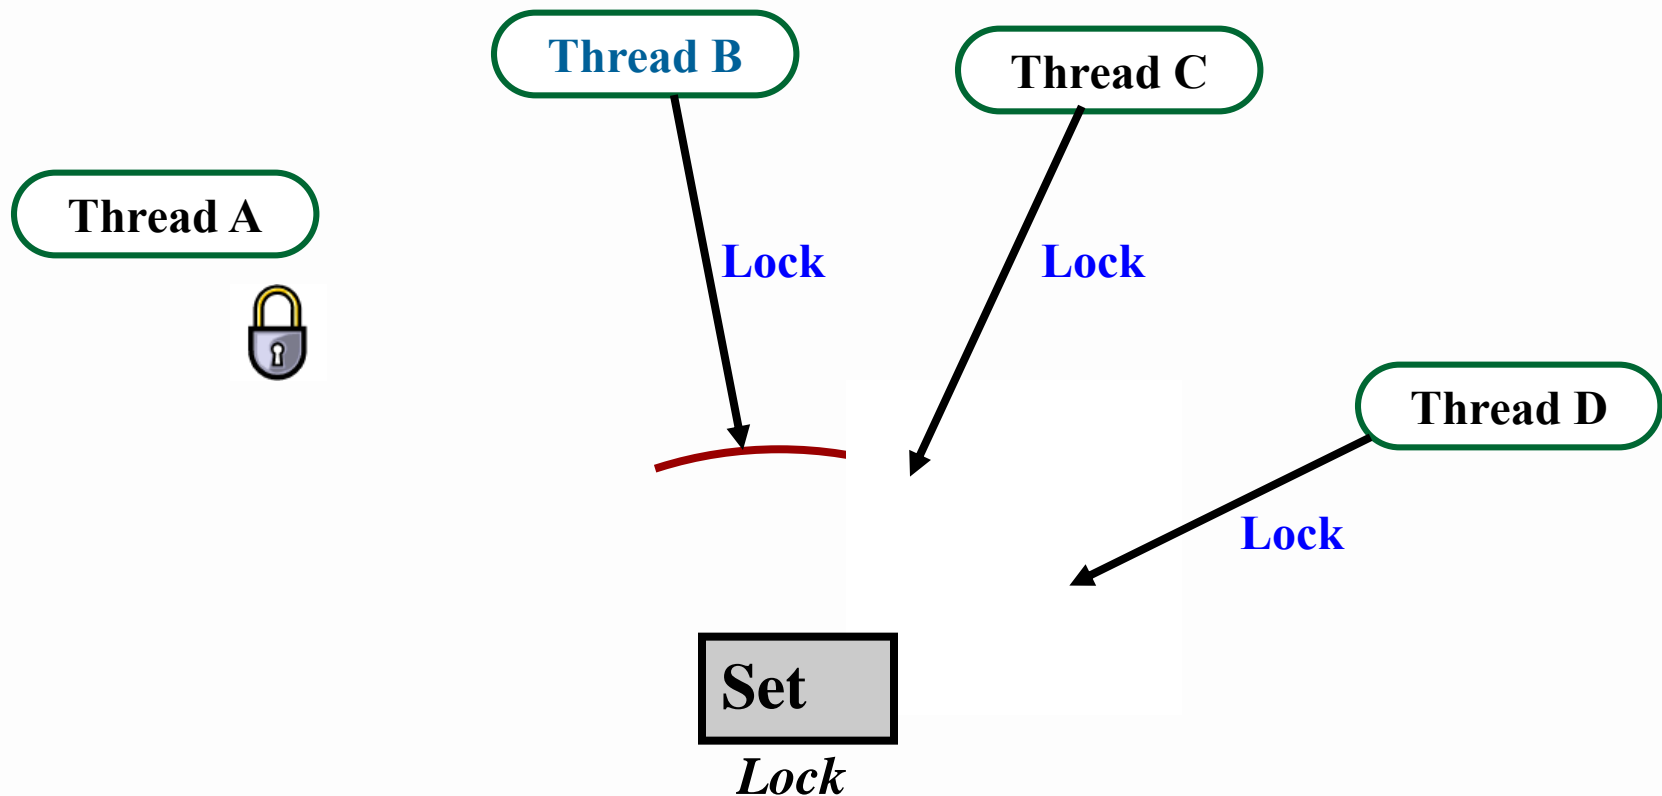 Thread B
Thread C
Thread A
Lock
Lock
Thread D
Lock
Set
Lock